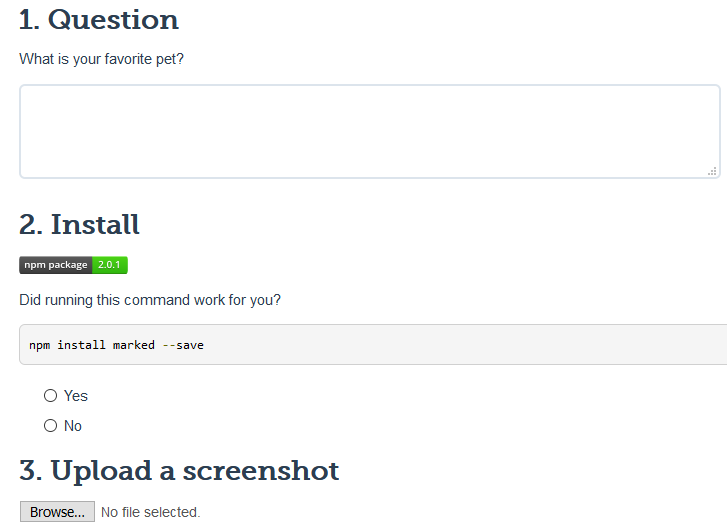 1. Question
What is your favorite pet?
2. Install
npm package 2.0.1
Did running this command work for you?
npm install marked --save
Yes
No
3. Upload a screenshot
Browse... No file selected.